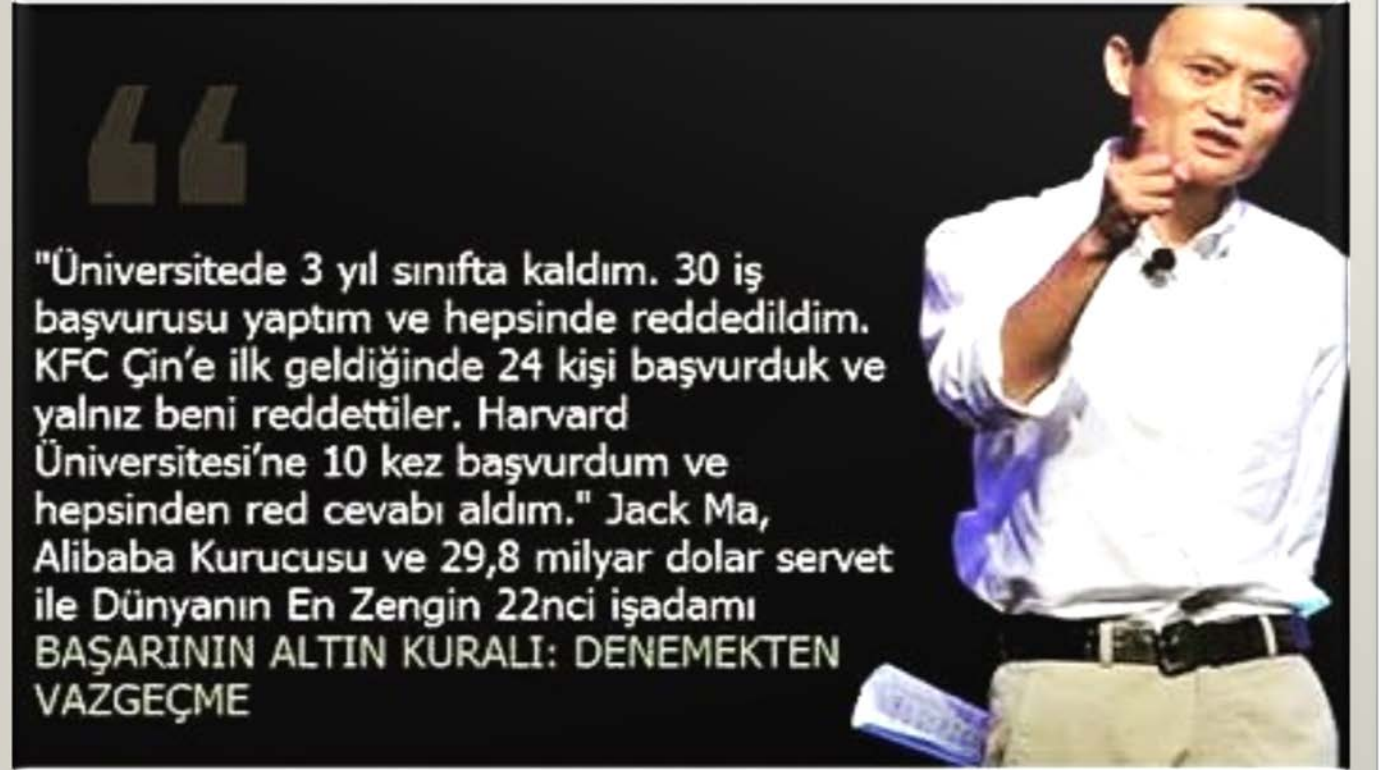 "Üniversitede 3 yıl sınıfta kaldım. 30 iş
başvurusu yaptım ve hepsinde reddedildim.
KFC Çin’e ilk geldiğinde 24 kişi başvurduk ve
yalnız beni reddettiler. Harvard
Üniversitesi’ne 10 kez başvurdum ve
hepsinden red cevabı aldım." Jack Ma,
Alibaba Kurucusu ve 29,8 milyar dolar servet
ile Dünyanın En Zengin 22nci işadamı
BAŞARININ ALTIN KURALI: DENEMEKTEN
VAZGEÇME